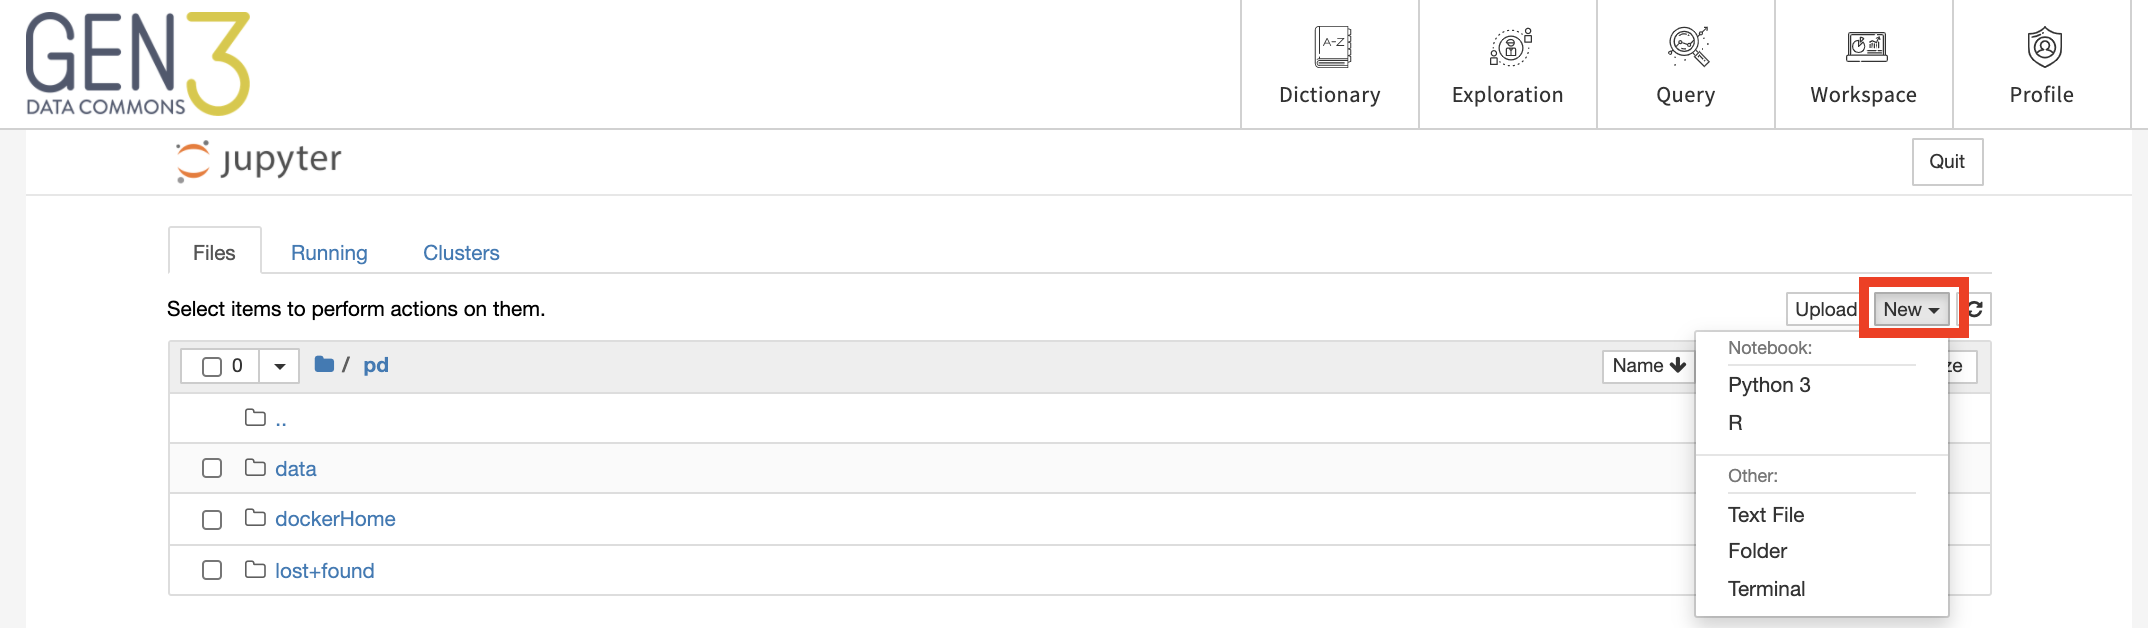 GEN3
DATA COMMONS
A-Z
Dictionary
Exploration
Query
Workspace
Profile
jupyter
Quit
Files
Running
Clusters
Select items to perform actions on them.
Upload
New
0
/ pd
Name
ze
Notebook:
Python 3
R
Other:
Text File
Folder
Terminal
..
data
dockerHome
lost+found